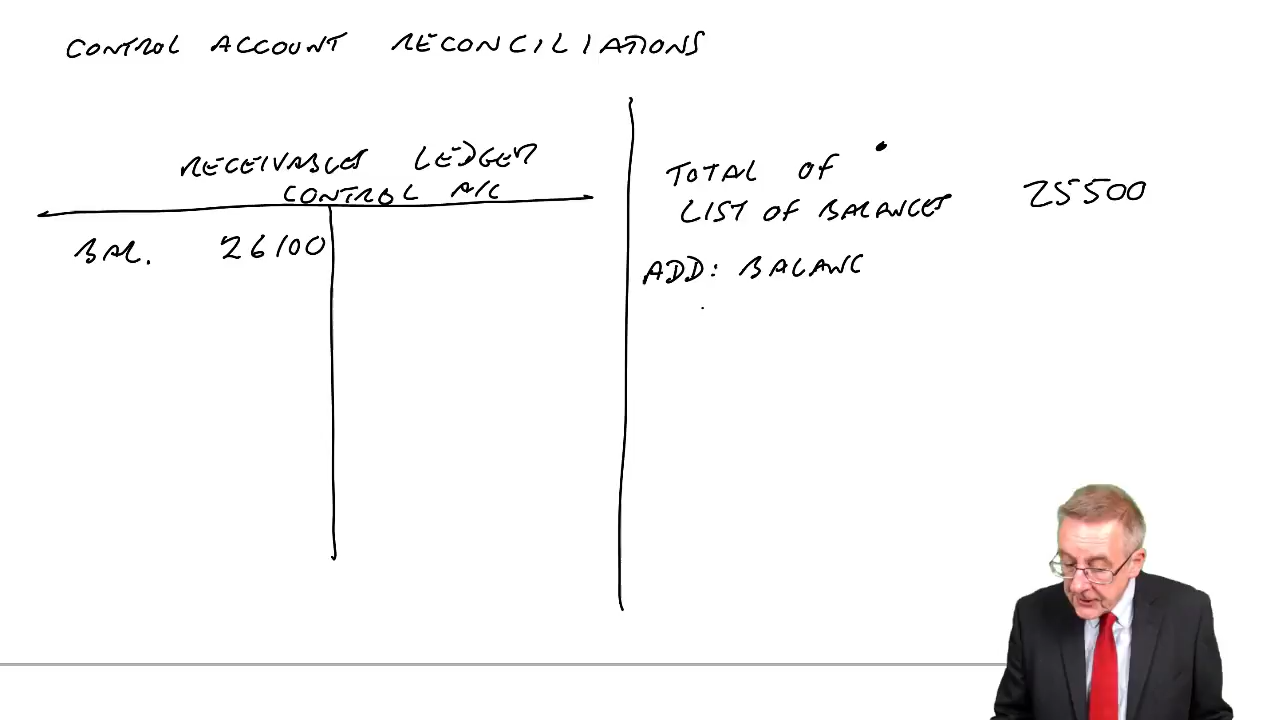 CONTROL ACCOUNT RECONCILIATIONS
RECEIVABLES LEDGER
CONTROL A/C
BAL. 26100
TOTAL OF
LIST OF BALANCES 25500
ADD: BALANC